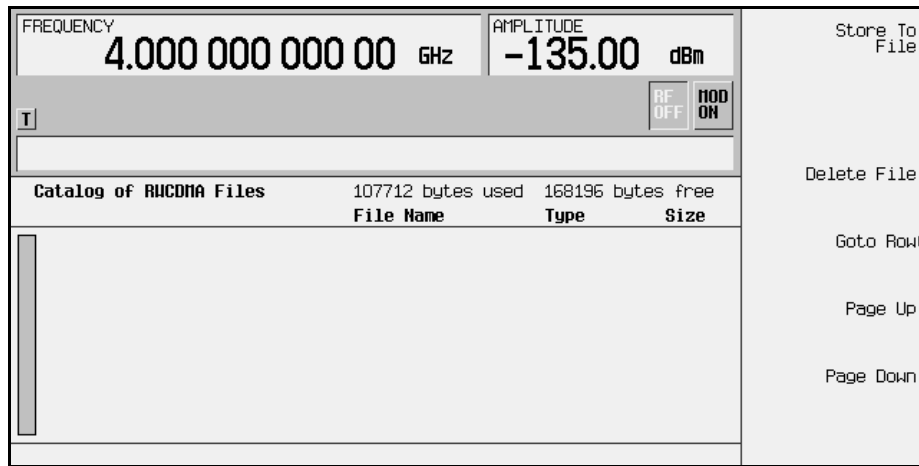 FREQUENCY
4.000 000 000 00 GHz
AMPLITUDE
-135.00 dBm
RF OFF
MOD ON
T
Catalog of RWCDMA Files 107712 bytes used 168196 bytes free
File Name Type Size
Store To
File
Delete File
Goto Row
Page Up
Page Down